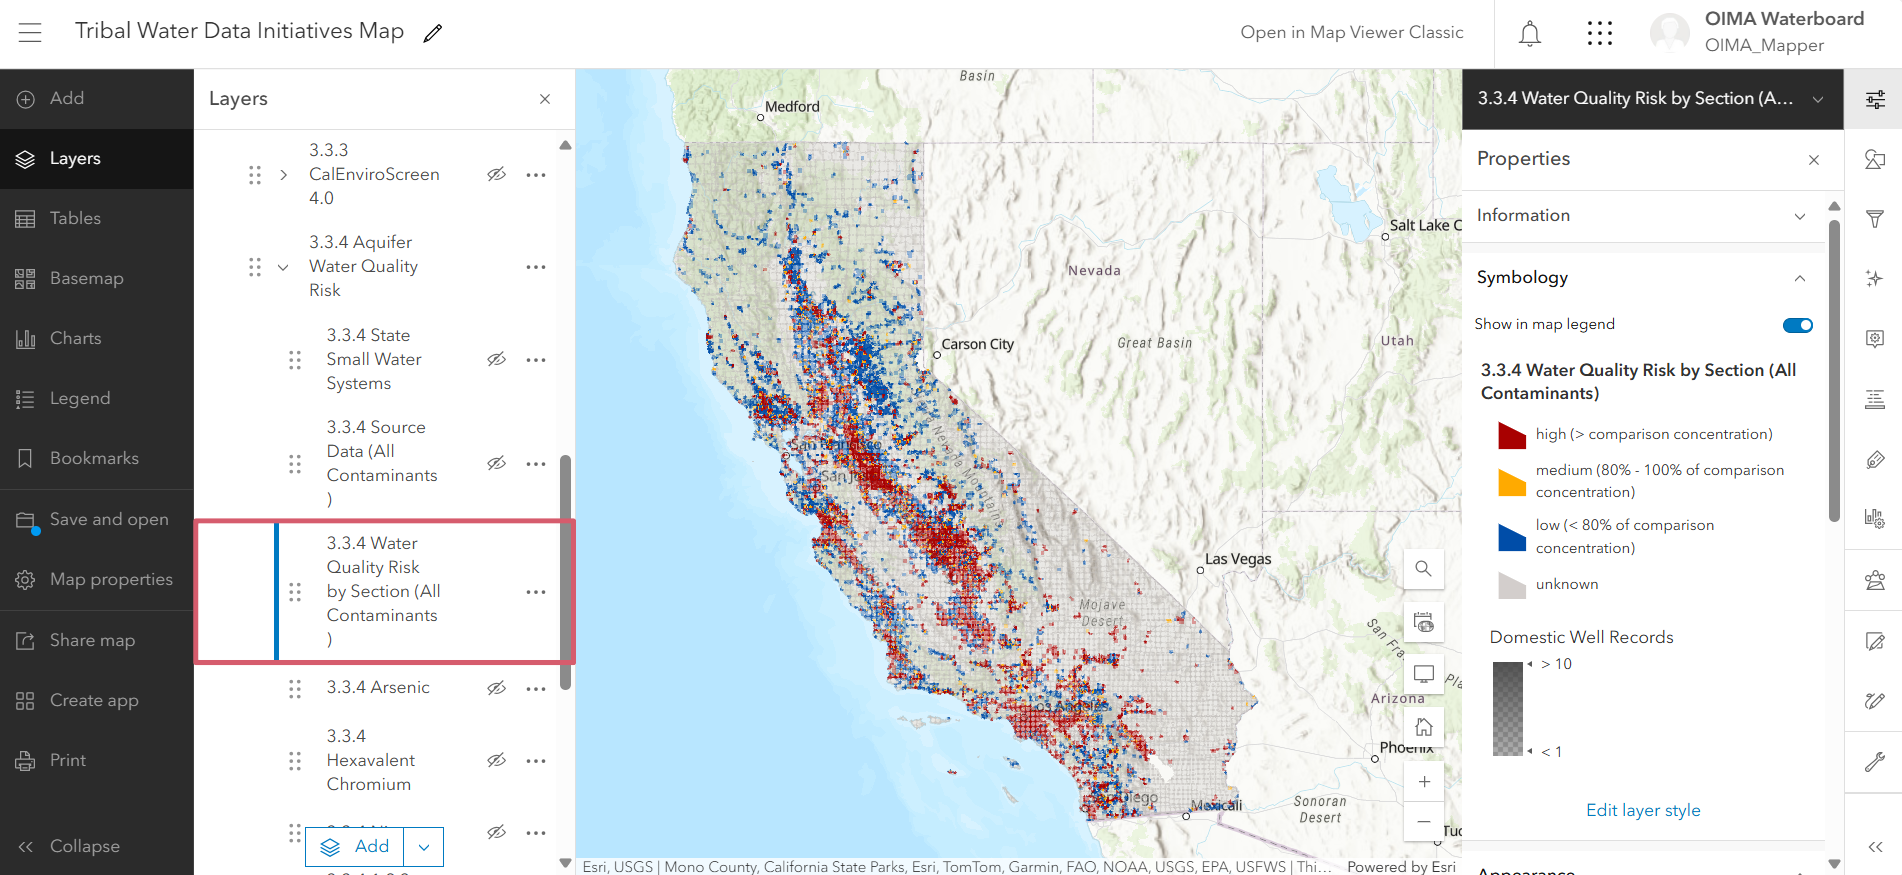 Tribal Water Data Initiatives Map
Open in Map Viewer Classic
OIMA Waterboard
OIMA_Mapper
Add
Layers
Tables
Basemap
Charts
Legend
Bookmarks
Save and open
Map properties
Share map
Create app
Print
Collapse
Layers
3.3.3
CalEnviroScreen
4.0
3.3.4 Aquifer
Water Quality
Risk
3.3.4 State
Small Water
Systems
3.3.4 Source
Data (All
Contaminants
)
3.3.4 Water
Quality Risk
by Section (All
Contaminants
)
3.3.4 Arsenic
3.3.4
Hexavalent
Chromium
Add
Basin
Medford
Salt Lake C
Nevada
Carson City
Great Basin
Utah
San Jo
Las Vegas
Mojave
Desert
San Fra
Pla
Arizona
Los Angeles
Phoenix
San Diego
Mexicali
Sonoran
Desert
Tuc
Esri, USGS | Mono County, California State Parks, Esri, TomTom, Garmin, FAO, NOAA, USGS, EPA, USFWS | Thi...
Powered by Esri
3.3.4 Water Quality Risk by Section (A...
Properties
Information
Symbology
Show in map legend
3.3.4 Water Quality Risk by Section (All
Contaminants)
high (> comparison concentration)
medium (80% - 100% of comparison
concentration)
low (< 80% of comparison
concentration)
unknown
Domestic Well Records
> 10
< 1
Edit layer style
Appearance